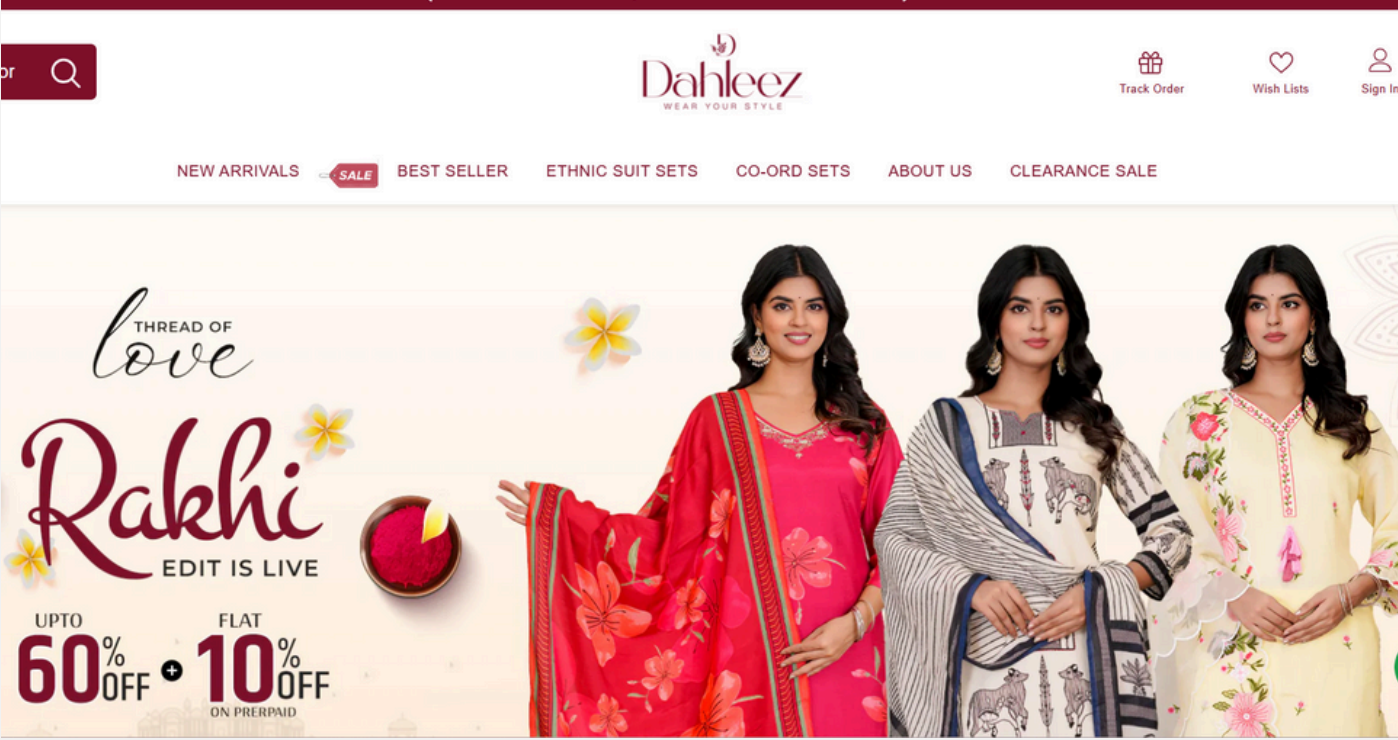 or
Dahleez
WEAR YOUR STYLE
Track Order
Wish Lists
Sign In
NEW ARRIVALS
SALE
BEST SELLER
ETHNIC SUIT SETS
CO-ORD SETS
ABOUT US
CLEARANCE SALE
THREAD OF
love
Rakhi
EDIT IS LIVE
UPTO
60% OFF
+
FLAT
10% OFF
ON PRERPAID